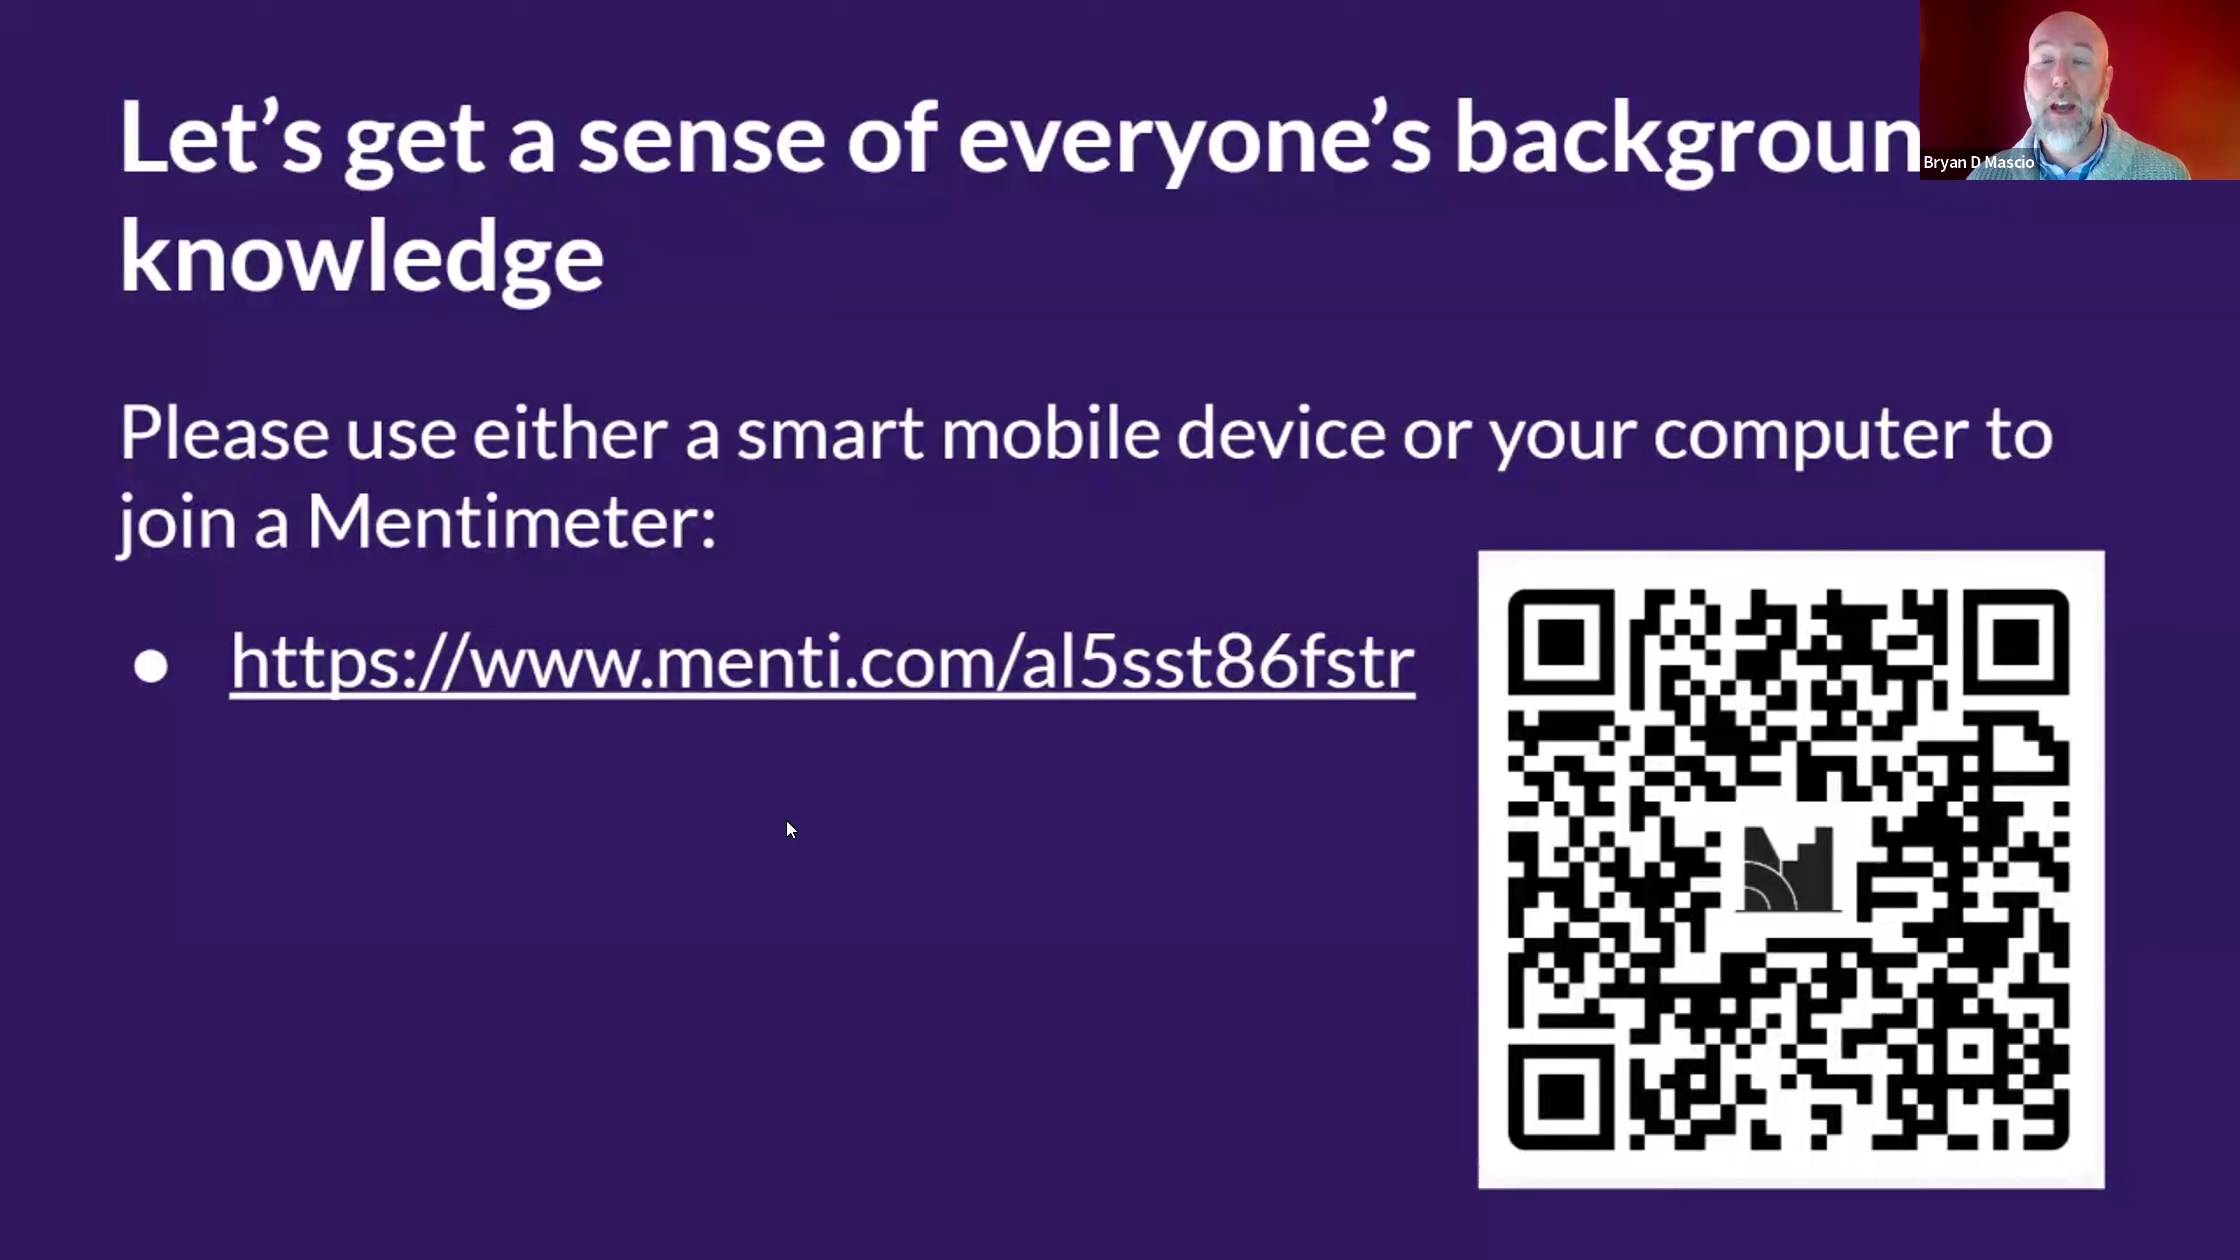 Let’s get a sense of everyone’s backgroun
knowledge
Bryan D Mascio
Please use either a smart mobile device or your computer to
join a Mentimeter:
● https://www.menti.com/al5sst86fstr